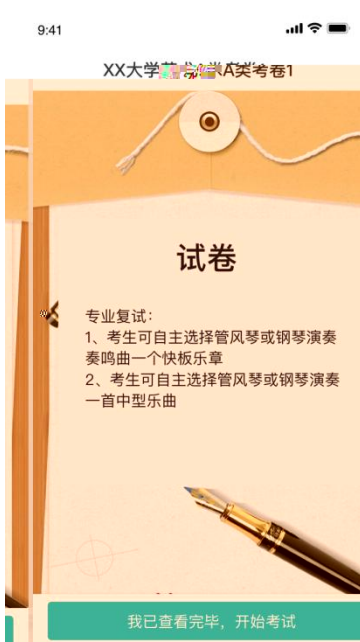 9:41
XX大学
A类考卷1
试卷
专业复试：
1、考生可自主选择管风琴或钢琴演奏
奏鸣曲一个快板乐章
2、考生可自主选择管风琴或钢琴演奏
一首中型乐曲
我已查看完毕，开始考试